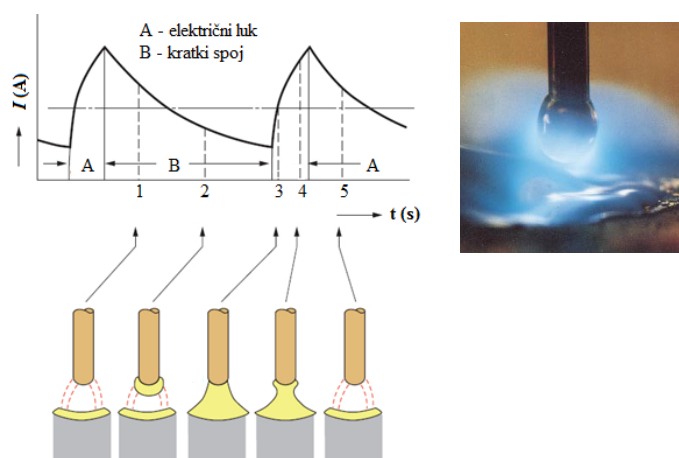 A - električni luk
B - kratki spoj
I (A)
A
B
A
1
2
3
4
5
t (s)